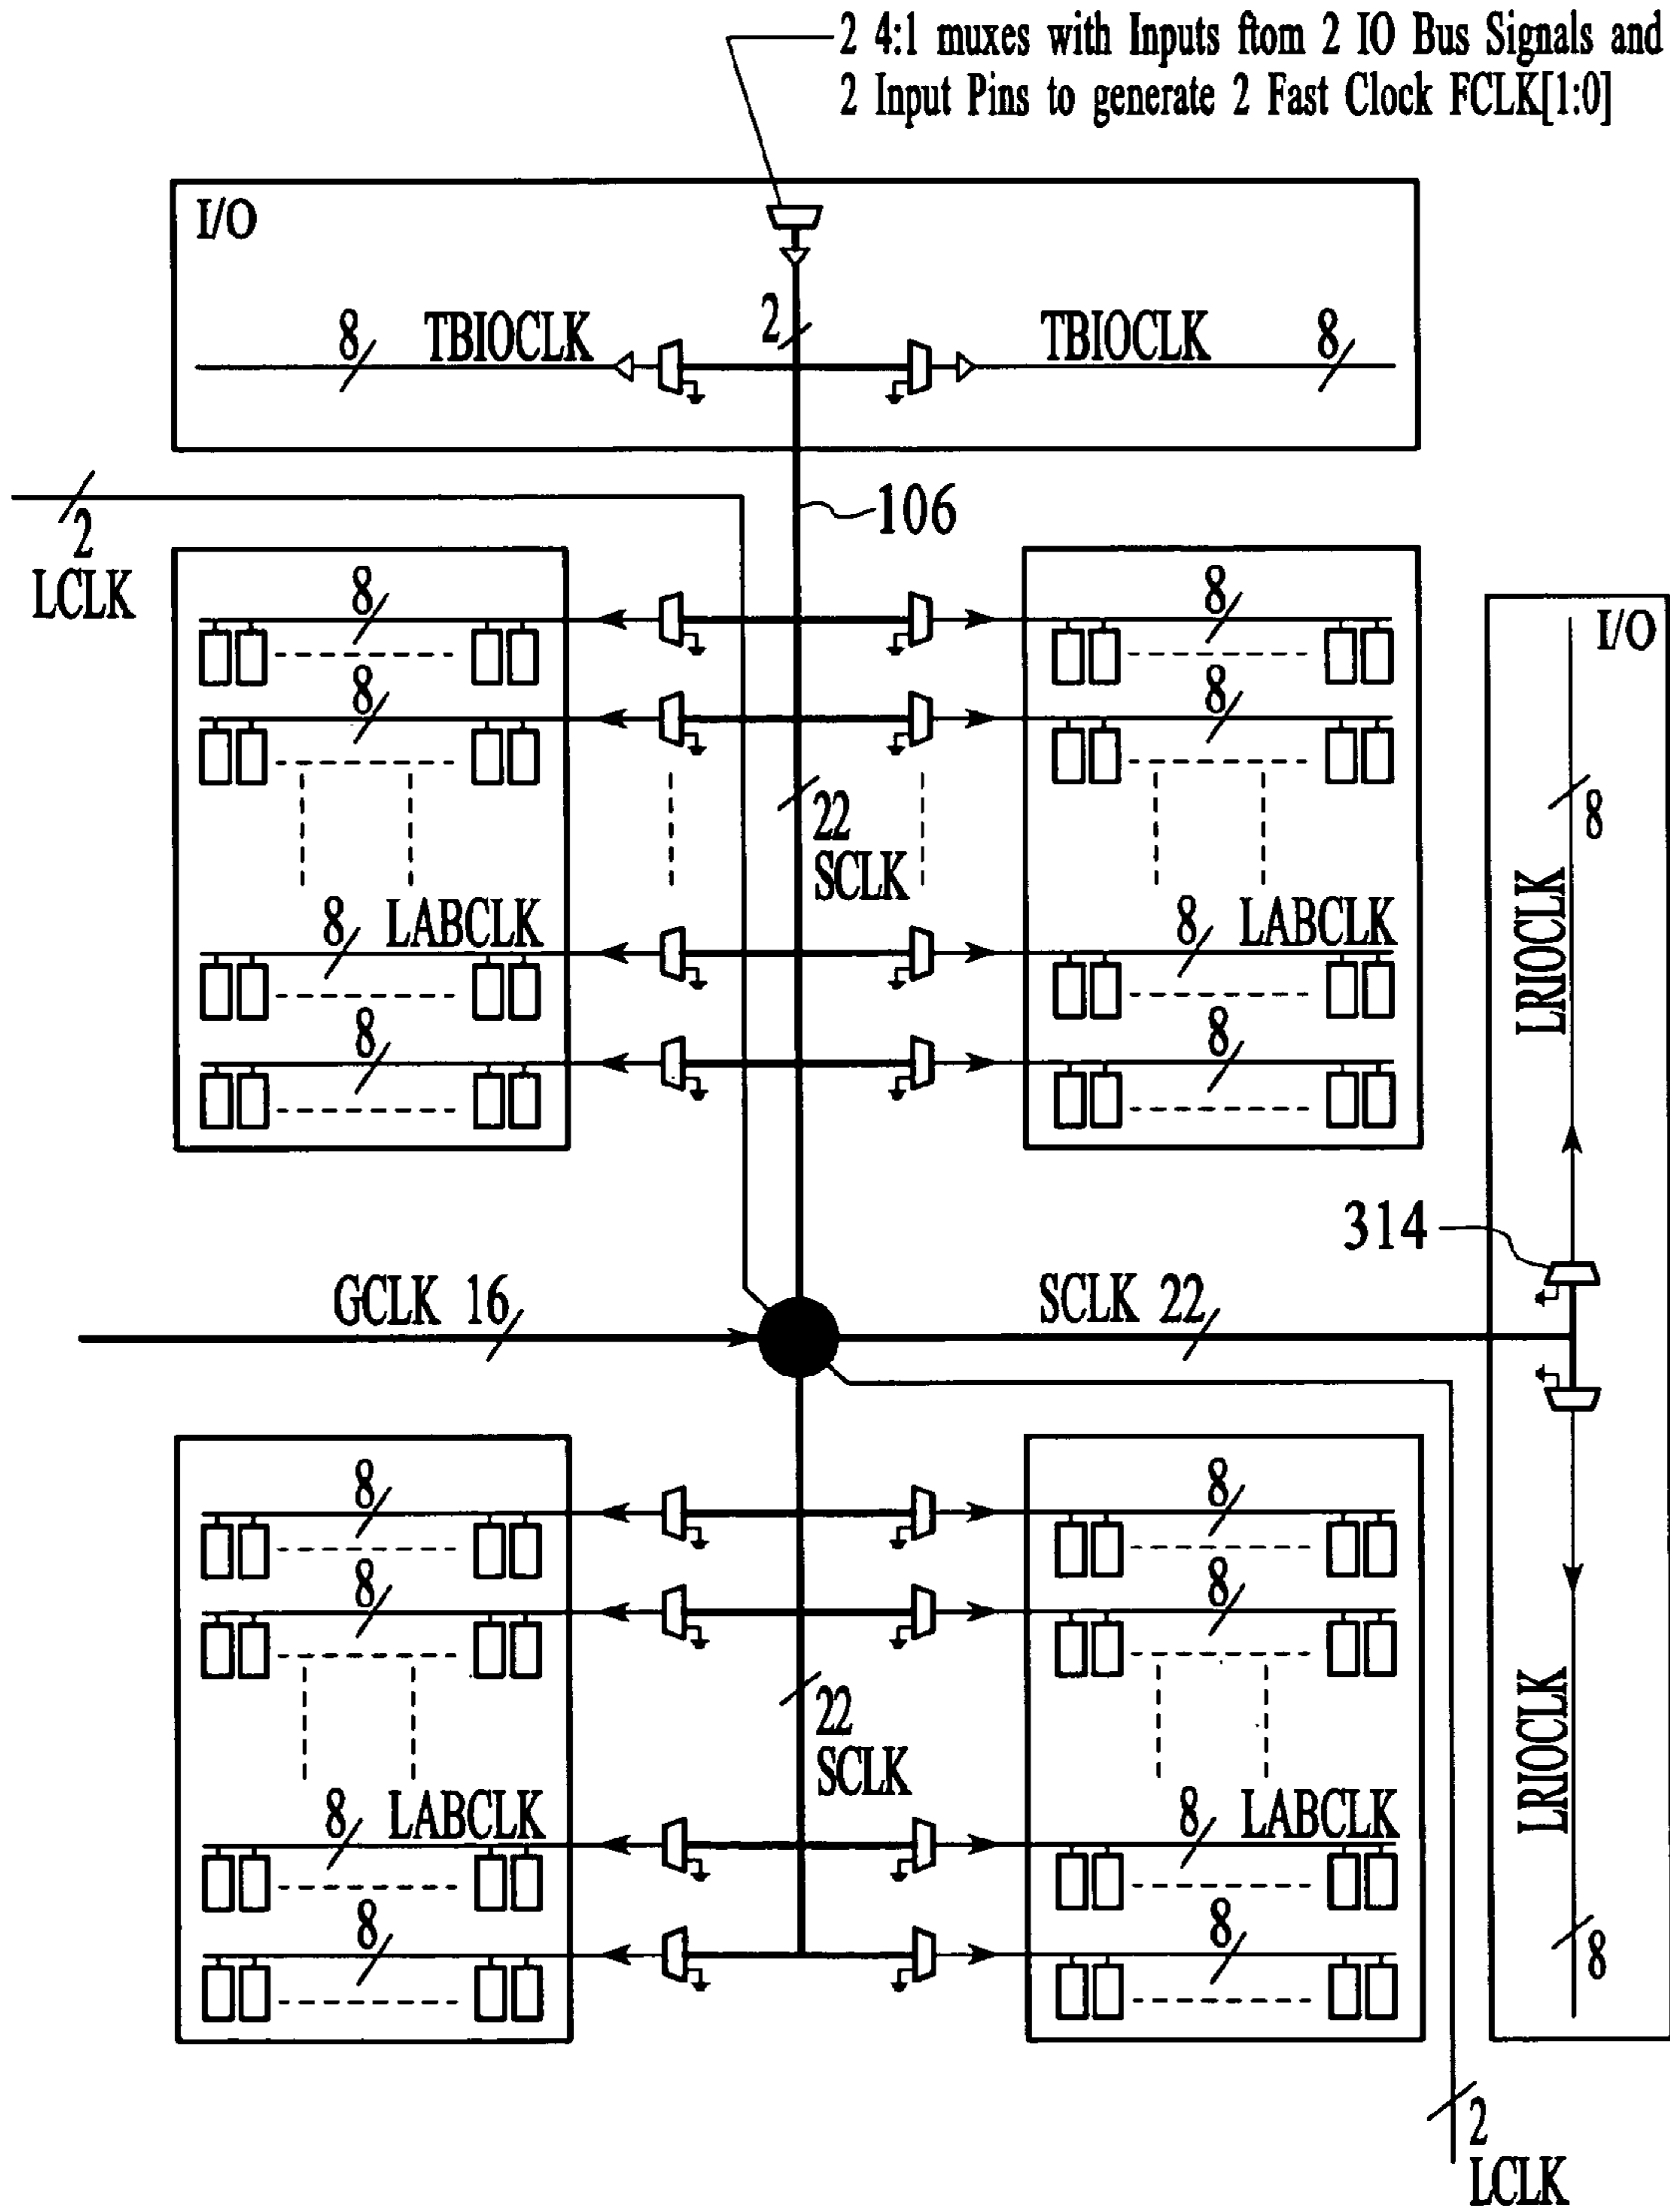 2 4:1 muxes with Inputs ftom 2 IO Bus Signals and
2 Input Pins to generate 2 Fast Clock FCLK[1:0]
I/O
8 TBIOCLK 2 TBIOCLK 8
2
LCLK
106
8 8
I/O
8 8
8
22
SCLK
LRIOCLK
8 LABCLK 8 LABCLK
8 8
314
GCLK 16 SCLK 22
8 8
8 8
22
SCLK
LRIOCLK
8 LABCLK 8 LABCLK
8 8
8
2
LCLK